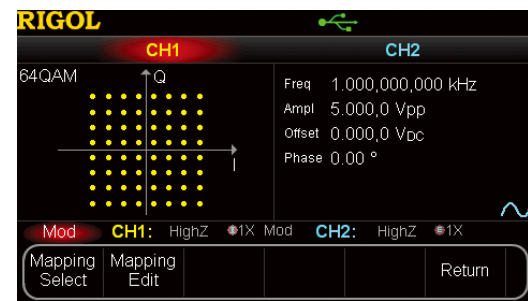 RIGOL
CH1 CH2
64QAM Q
I
Freq 1.000,000,000 kHz
Ampl 5.000,0 Vpp
Offset 0.000,0 VDC
Phase 0.00 °
Mod CH1: HighZ 1X Mod CH2: HighZ 1X
Mapping Select
Mapping Edit
Return